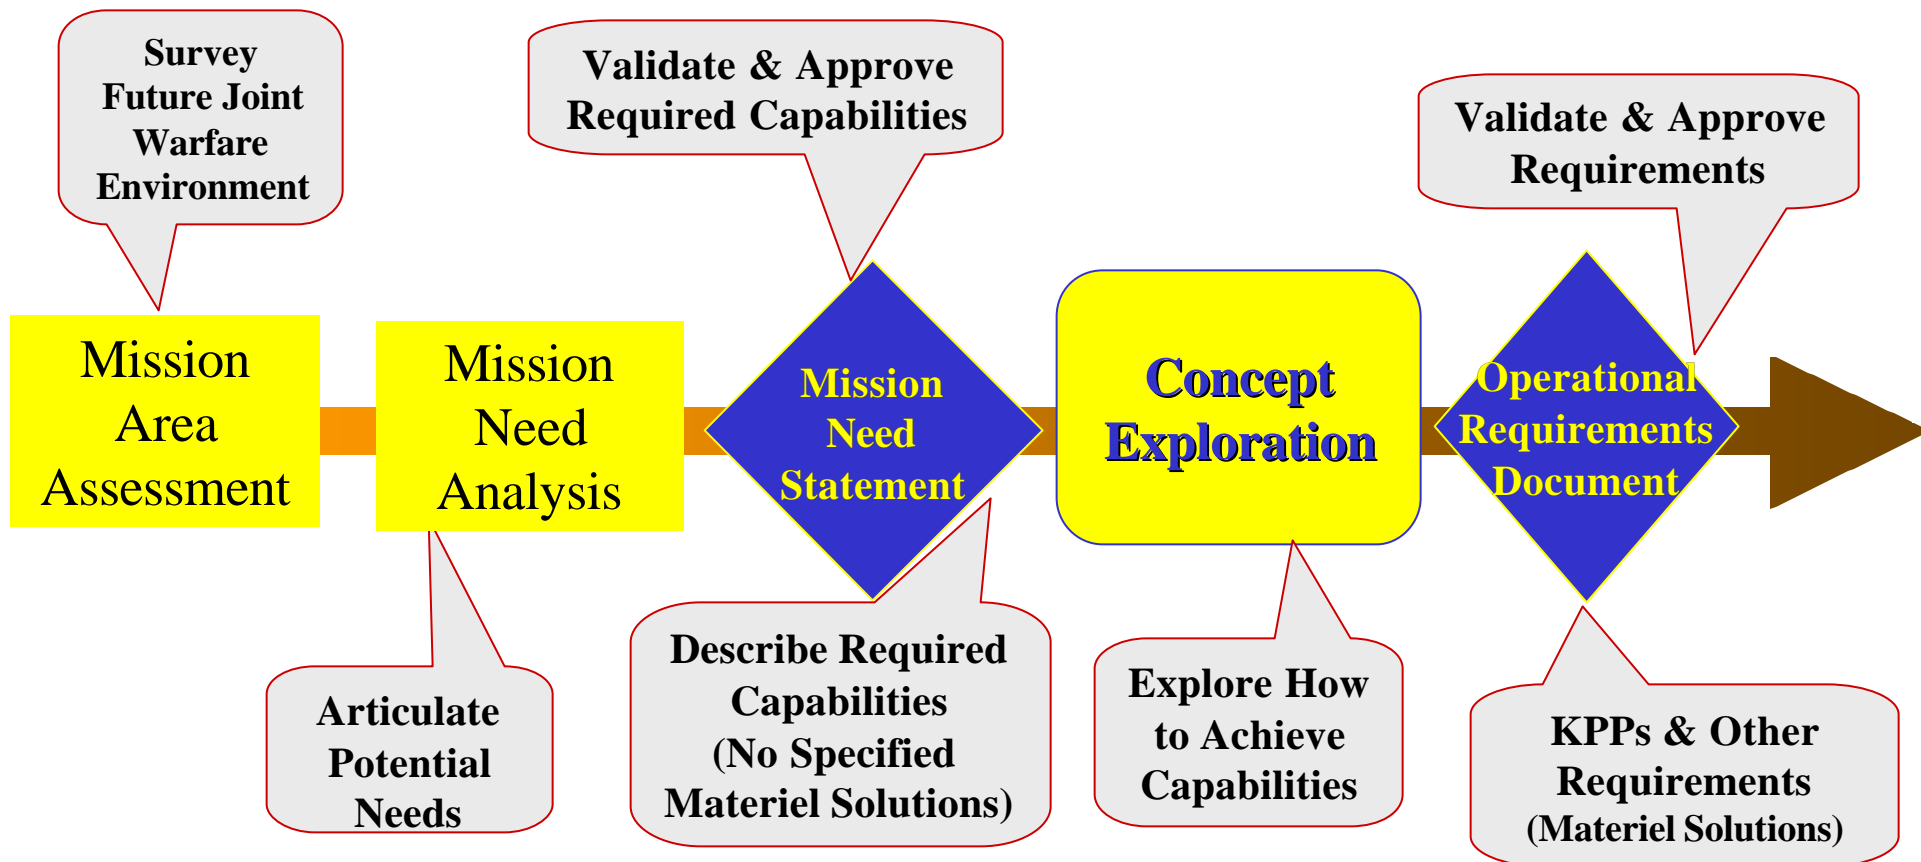 Survey
Future Joint
Warfare
Environment
Validate & Approve
Required Capabilities
Validate & Approve
Requirements
Mission
Area
Assessment
Mission
Need
Analysis
Mission
Need
Statement
Concept
Exploration
Operational
Requirements
Document
Articulate
Potential
Needs
Describe Required
Capabilities
(No Specified
Materiel Solutions)
Explore How
to Achieve
Capabilities
KPPs & Other
Requirements
(Materiel Solutions)